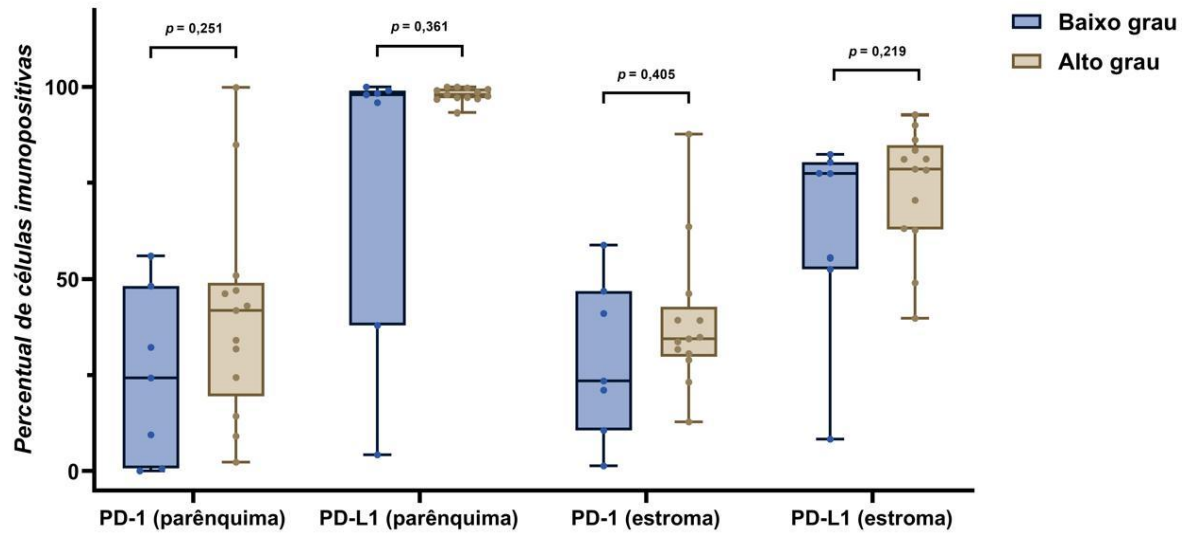 p = 0,251
p = 0,361
p = 0,405
p = 0,219
Baixo grau
Alto grau
Percentual de células imunopositivas
100
50
0
PD-1 (parênquima)
PD-L1 (parênquima)
PD-1 (estroma)
PD-L1 (estroma)